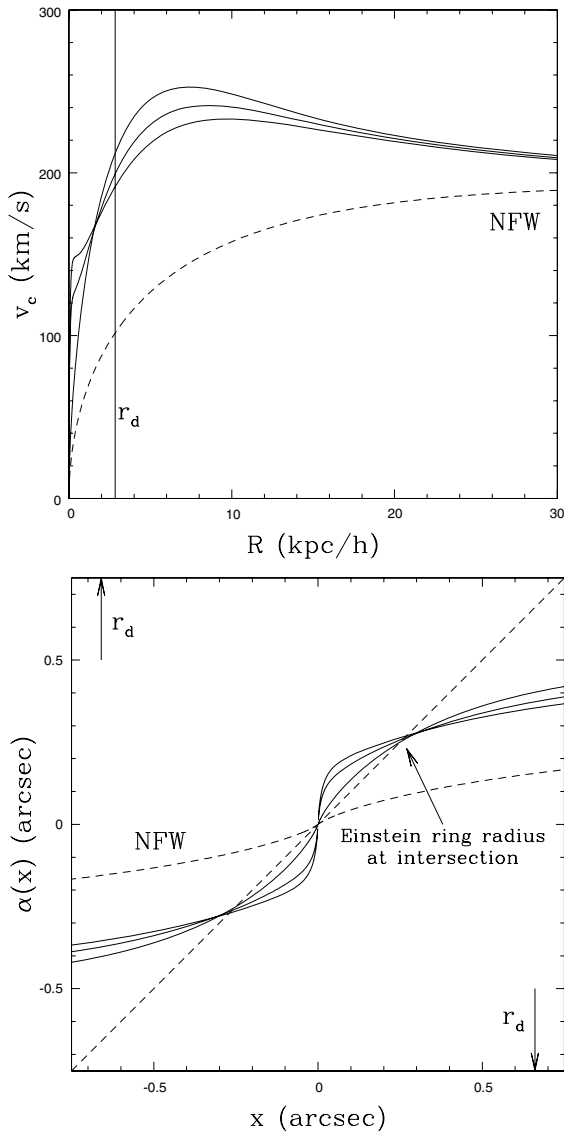 300
200
100
0
v_c (km/s)
NFW
r_d
0
10
20
30
R (kpc/h)
r_d
0.5
0
-0.5
α(x) (arcsec)
NFW
Einstein ring radius
at intersection
r_d
-0.5
0
0.5
x (arcsec)